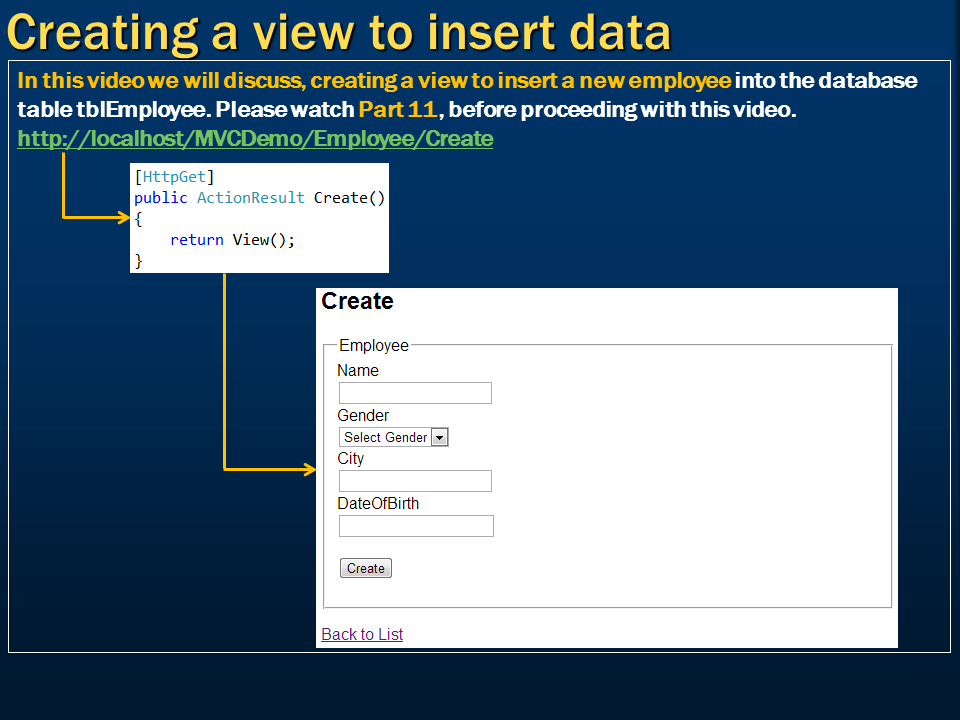 Creating a view to insert data
In this video we will discuss, creating a view to insert a new employee into the database
table tblEmployee. Please watch Part 11, before proceeding with this video.
http://localhost/MVCDemo/Employee/Create
[HttpGet]
public ActionResult Create()
{
return View();
}
Create
Employee
Name
Gender
Select Gender
City
DateOfBirth
Create
Back to List